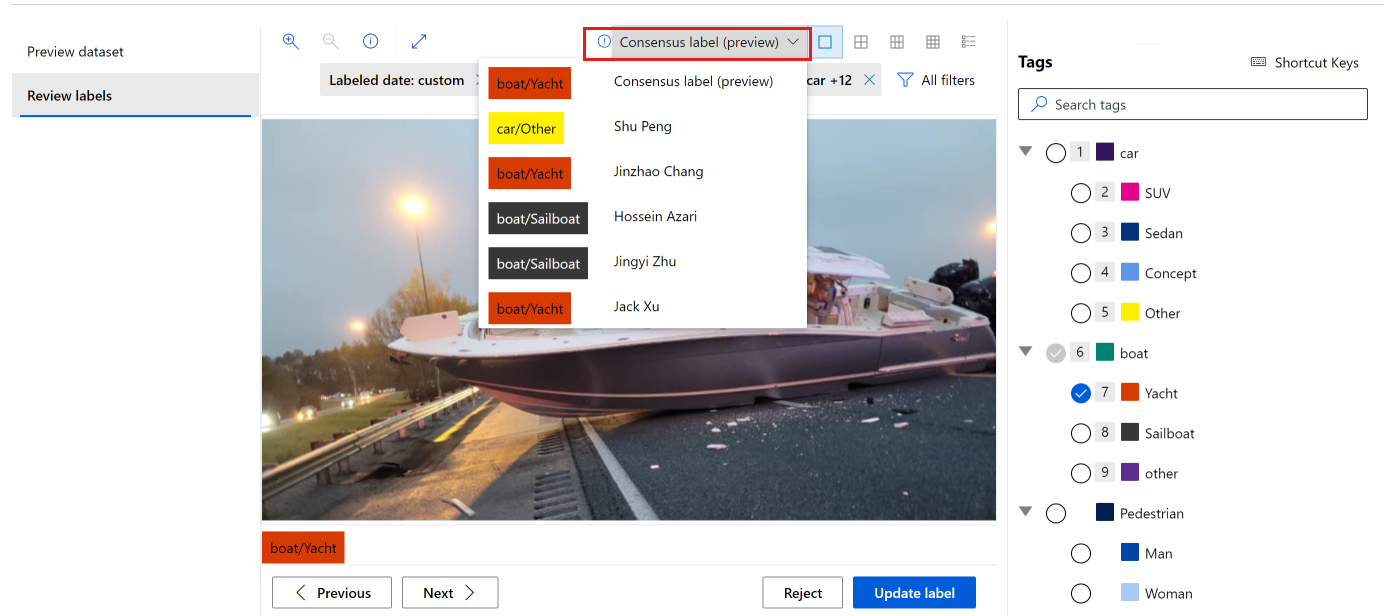 Preview dataset
Review labels
Consensus label (preview)
Labeled date: custom
car +12
All filters
boat/Yacht Consensus label (preview)
car/Other Shu Peng
boat/Yacht Jinzhao Chang
boat/Sailboat Hossein Azari
boat/Sailboat Jingyi Zhu
boat/Yacht Jack Xu
boat/Yacht
Previous
Next
Reject
Update label
Tags
Shortcut Keys
Search tags
1 car
2 SUV
3 Sedan
4 Concept
5 Other
6 boat
7 Yacht
8 Sailboat
9 other
Pedestrian
Man
Woman